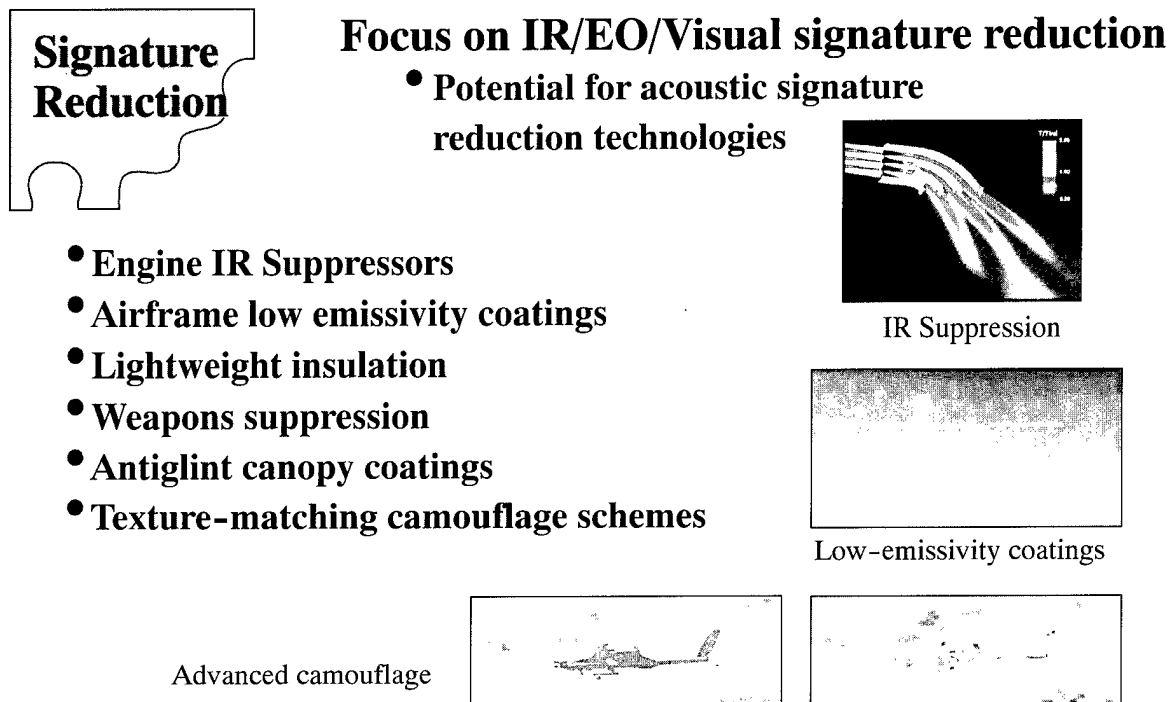 Signature
Reduction
Focus on IR/EO/Visual signature reduction
• Potential for acoustic signature
reduction technologies
• Engine IR Suppressors
• Airframe low emissivity coatings
• Lightweight insulation
• Weapons suppression
• Antiglint canopy coatings
• Texture-matching camouflage schemes
IR Suppression
Low-emissivity coatings
Advanced camouflage